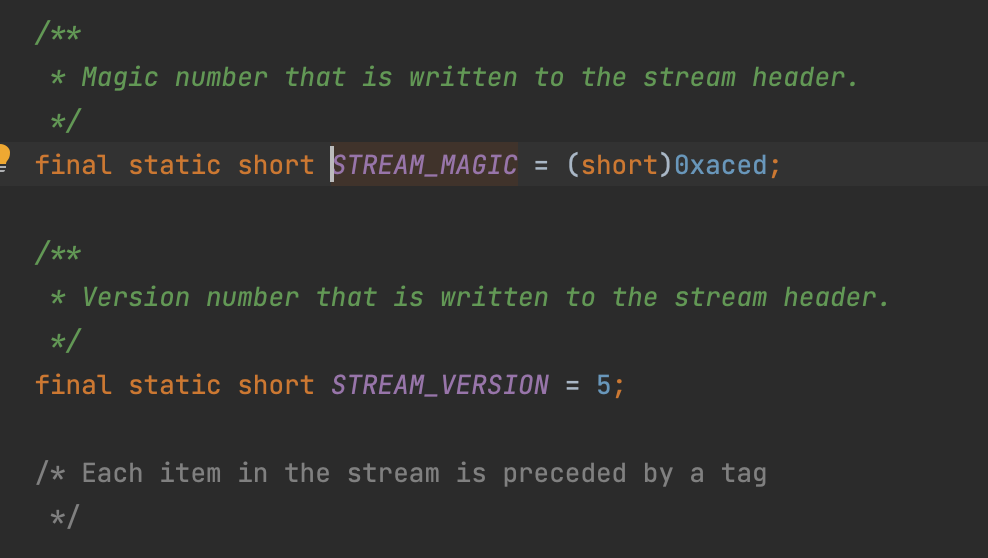 /**
 * Magic number that is written to the stream header.
 */
final static short STREAM_MAGIC = (short)0xaced;
/**
 * Version number that is written to the stream header.
 */
final static short STREAM_VERSION = 5;
/* Each item in the stream is preceded by a tag
 */